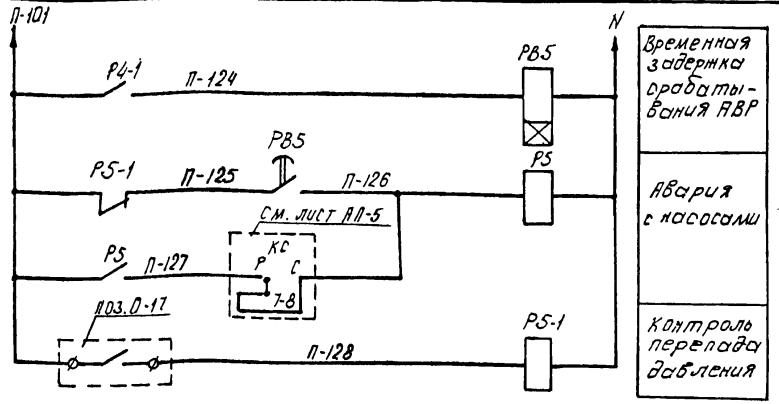 П-101
N
Р4-1
П-124
РВ5
Временная
задержка
срабаты-
вания АВР
РВ5
Р5-1
П-125
П-126
Р5
Авария
с насосами
См. лист АП-5
Р5
П-127
КС
Р
С
7-8
поз. 0-17
П-128
Р5-1
Контроль
перепада
давления